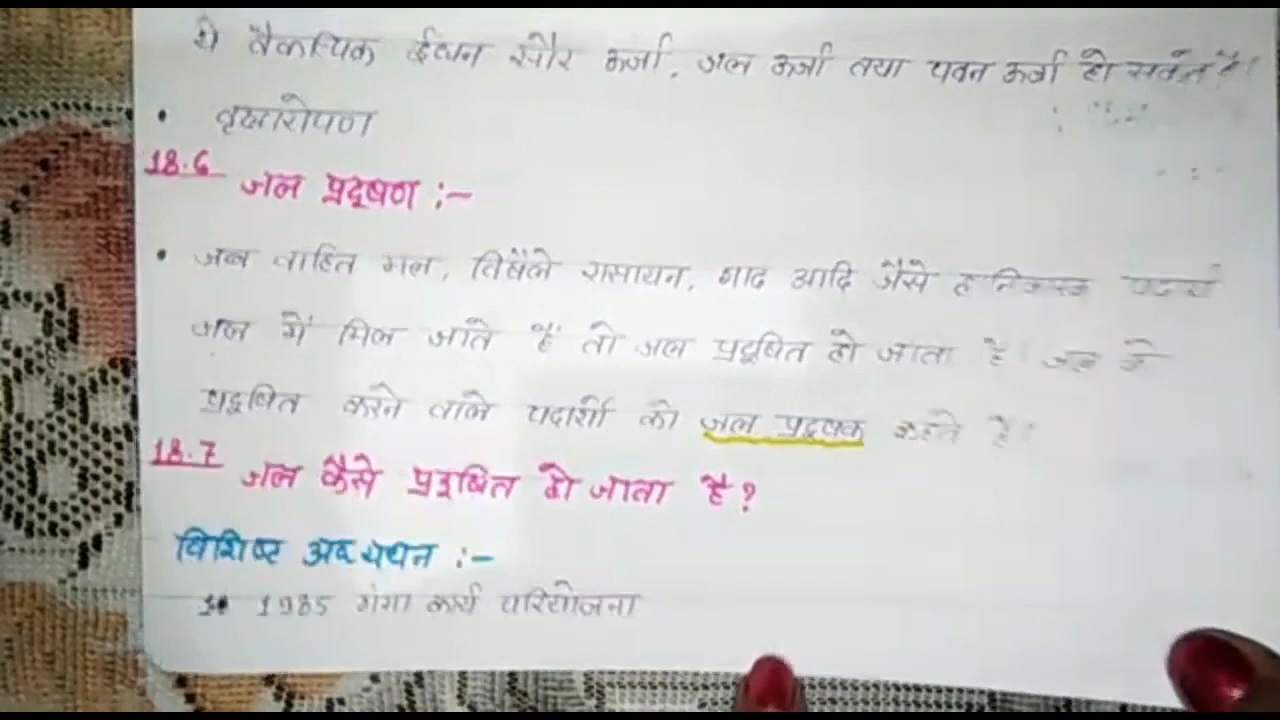 ये वैकल्पिक ईंधन सौर ऊर्जा, जल ऊर्जा तथा पवन ऊर्जा हो सकते हैं।
• वृक्षारोपण
18.6 जल प्रदूषण :-
• जब वाहित मल, विषैले रासायन, गाद आदि जैसे हानिकारक पदार्थ
जल में मिल जाते हैं तो जल प्रदूषित हो जाता है। जल को
प्रदूषित करने वाले पदार्थों को जल प्रदूषक कहते हैं।
18.7 जल कैसे प्रदूषित हो जाता है?
विशिष्ट अध्ययन :-
1• 1985 गंगा कार्य परियोजना